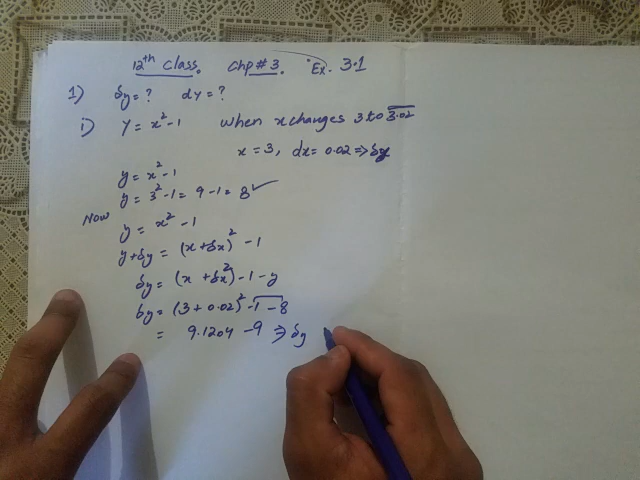 12th Class. Chp #3. Ex. 3.1
1) δy = ? dy = ?
i) y = x² - 1 when x changes 3 to 3.02
x = 3, dx = 0.02 ⇒ δx
y = x² - 1
y = 3² - 1 = 9 - 1 = 8 ✓
Now y = x² - 1
y + δy = (x + δx)² - 1
δy = (x + δx)² - 1 - y
δy = (3 + 0.02)² - 1 - 8
= 9.1204 - 9 ⇒ δy